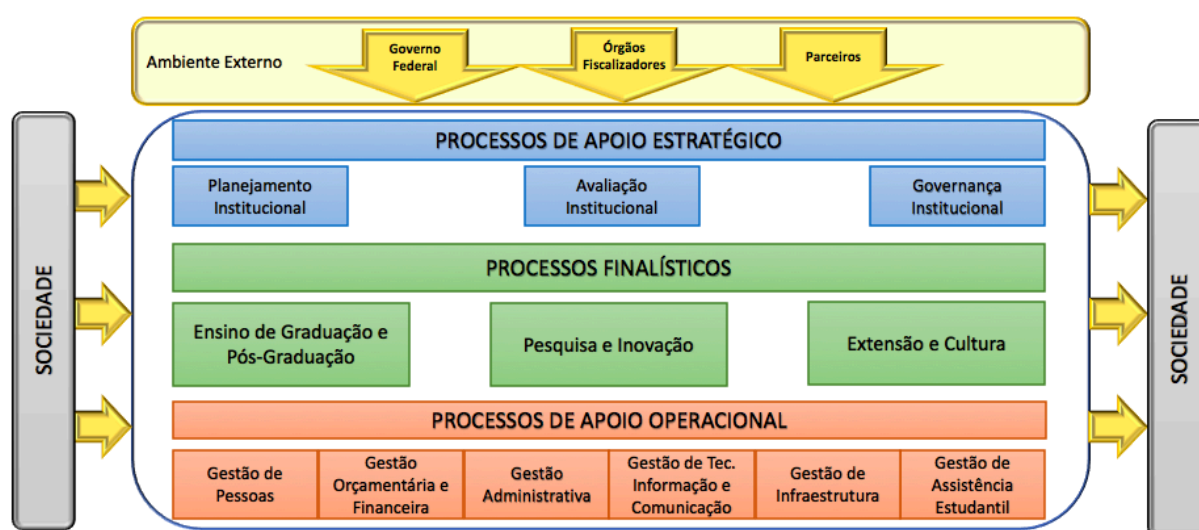 Ambiente Externo
Governo
Federal
Órgãos
Fiscalizadores
Parceiros
SOCIEDADE
PROCESSOS DE APOIO ESTRATÉGICO
Planejamento
Institucional
Avaliação
Institucional
Governança
Institucional
PROCESSOS FINALÍSTICOS
Ensino de Graduação e
Pós-Graduação
Pesquisa e Inovação
Extensão e Cultura
PROCESSOS DE APOIO OPERACIONAL
Gestão de
Pessoas
Gestão
Orçamentária e
Financeira
Gestão
Administrativa
Gestão de Tec.
Informação e
Comunicação
Gestão de
Infraestrutura
Gestão de
Assistência
Estudantil
SOCIEDADE